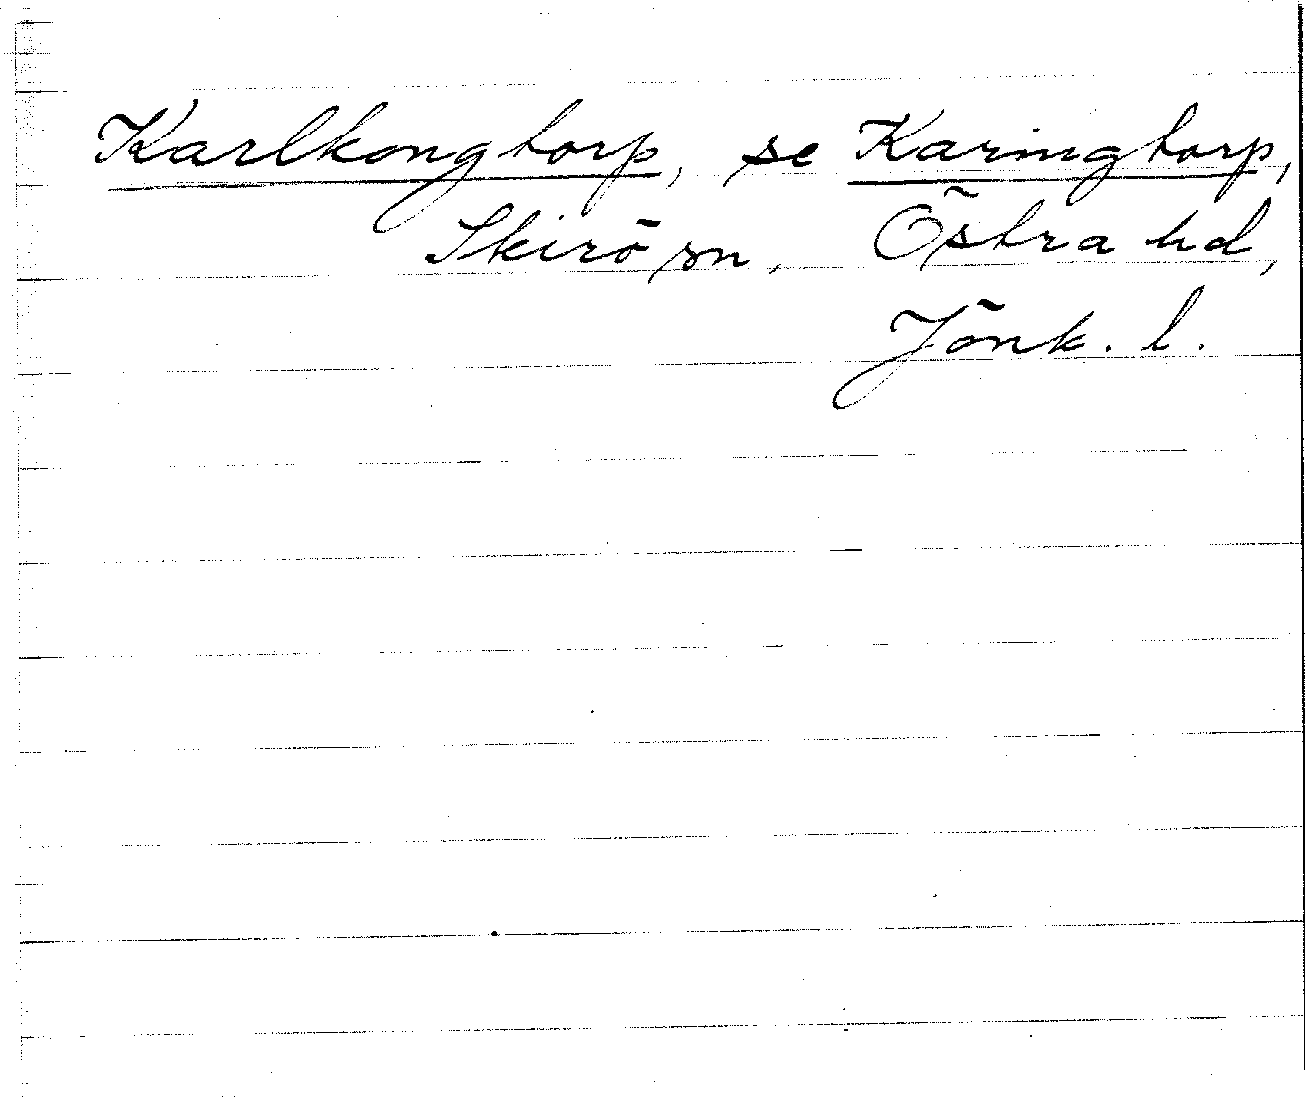 Karlkongtorp, se Karingtorp,
Skirö sn, Östra hd,
Jönk. l.